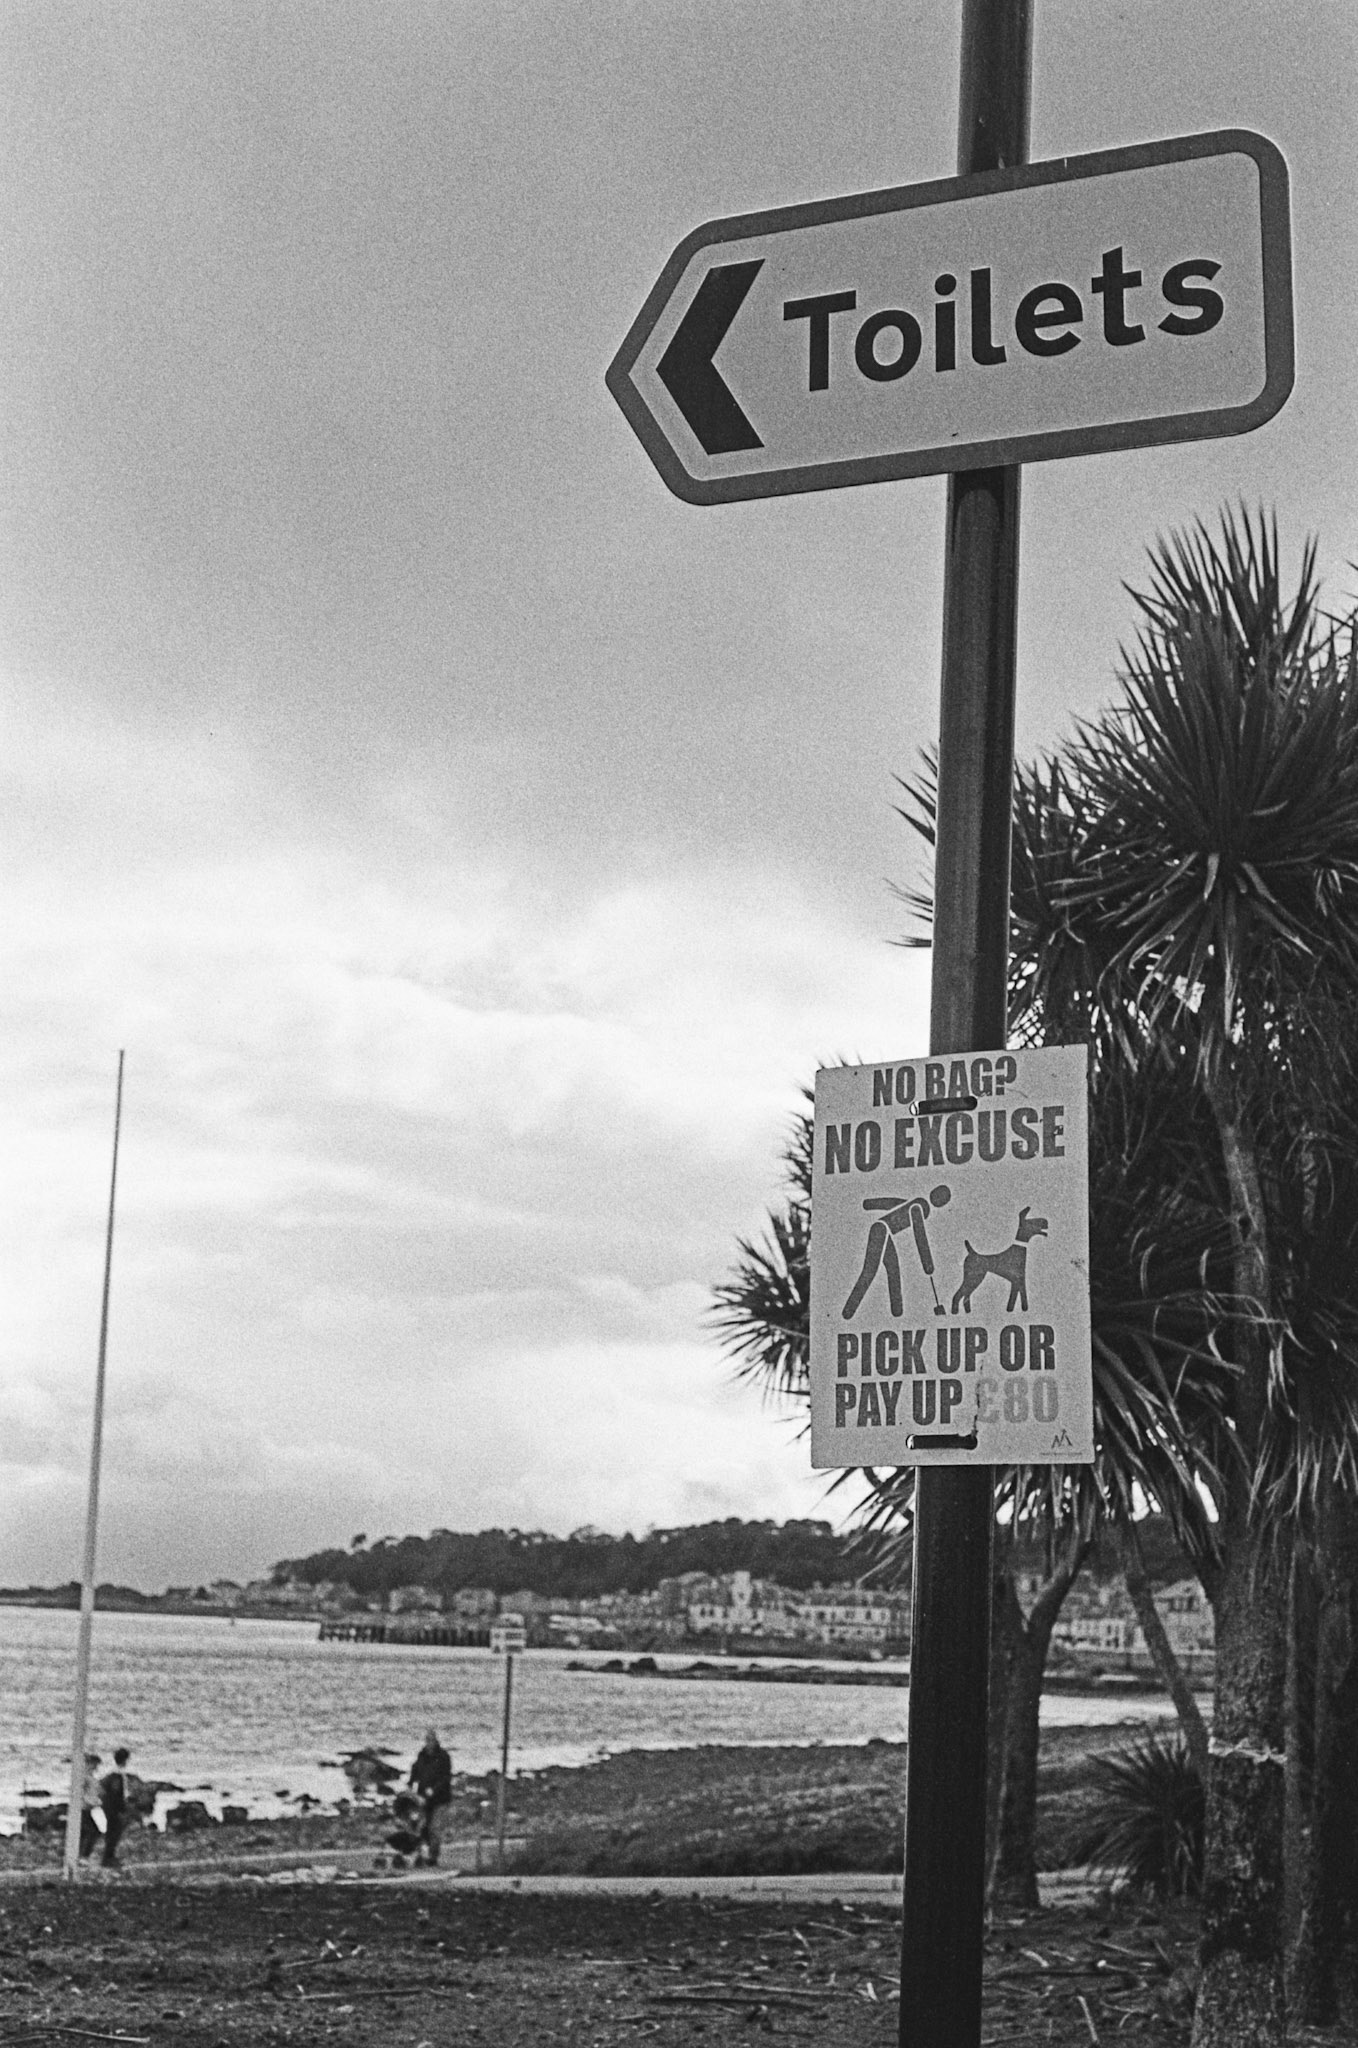 Toilets
NO BAG?
NO EXCUSE
PICK UP OR
PAY UP £80